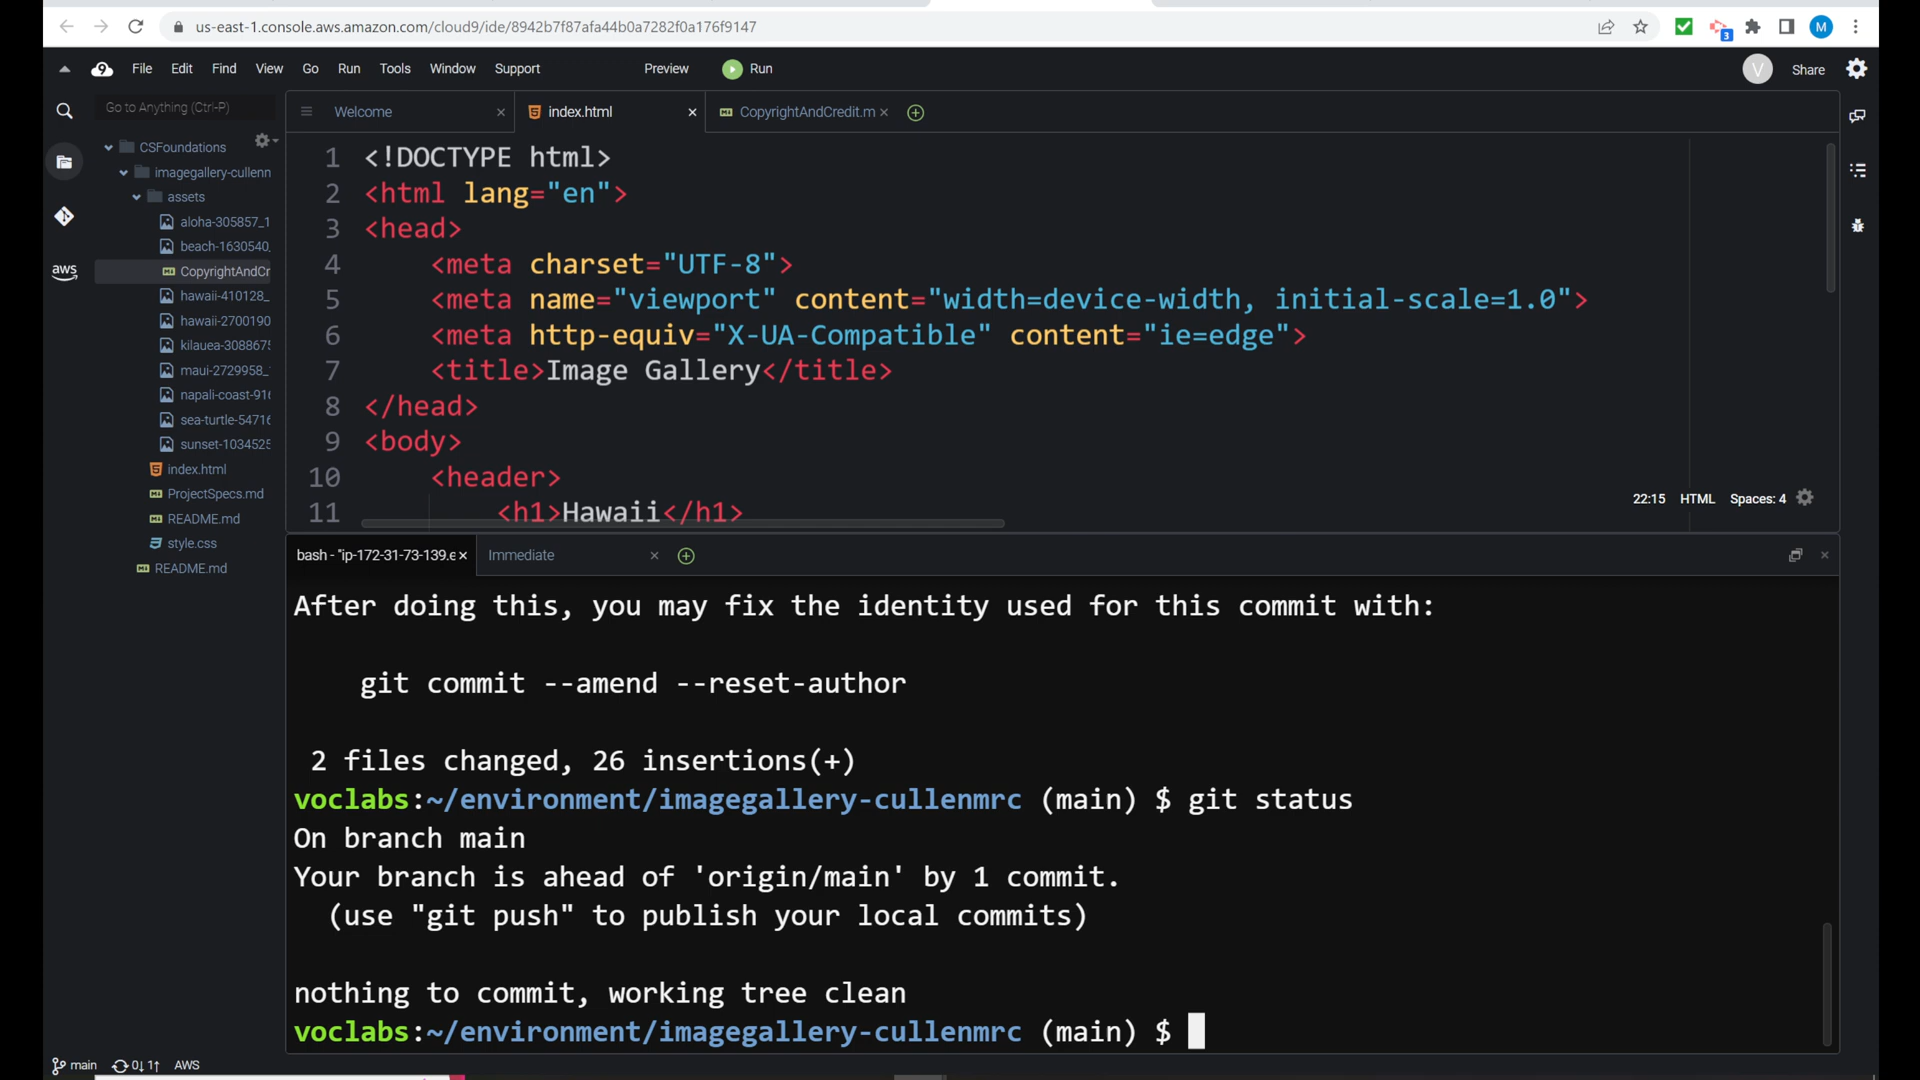 us-east-1.console.aws.amazon.com/cloud9/ide/8942b7f87afa44b0a7282f0a176f9147
3
M
9
File Edit Find View Go Run Tools Window Support Preview Run
V
Share
Go to Anything (Ctrl-P)
CSFoundations
imagegallery-cullenn
assets
aloha-305857_1
beach-1630540_
CopyrightAndCr
hawaii-410128_
hawaii-2700190
kilauea-3088675
maui-2729958_
napali-coast-916
sea-turtle-54716
sunset-1034525
index.html
ProjectSpecs.md
README.md
style.css
README.md
aws
Welcome
index.html
CopyrightAndCredit.m
1 <!DOCTYPE html>
2 <html lang="en">
3 <head>
4 <meta charset="UTF-8">
5 <meta name="viewport" content="width=device-width, initial-scale=1.0">
6 <meta http-equiv="X-UA-Compatible" content="ie=edge">
7 <title>Image Gallery</title>
8 </head>
9 <body>
10 <header>
11 <h1>Hawaii</h1>
22:15 HTML Spaces: 4
bash - "ip-172-31-73-139.e
Immediate
After doing this, you may fix the identity used for this commit with:
git commit --amend --reset-author
2 files changed, 26 insertions(+)
voclabs:~/environment/imagegallery-cullenmrc (main) $ git status
On branch main
Your branch is ahead of 'origin/main' by 1 commit.
(use "git push" to publish your local commits)
nothing to commit, working tree clean
voclabs:~/environment/imagegallery-cullenmrc (main) $
main 0↓ 1↑ AWS